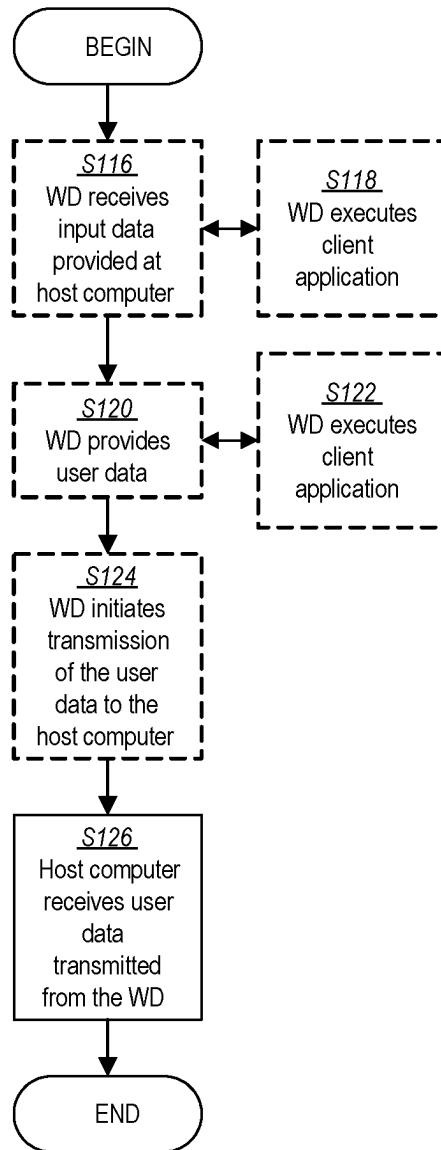 BEGIN
S116
WD receives
input data
provided at
host computer
S118
WD executes
client
application
S120
WD provides
user data
S122
WD executes
client
application
S124
WD initiates
transmission
of the user
data to the
host computer
S126
Host computer
receives user
data
transmitted
from the WD
END